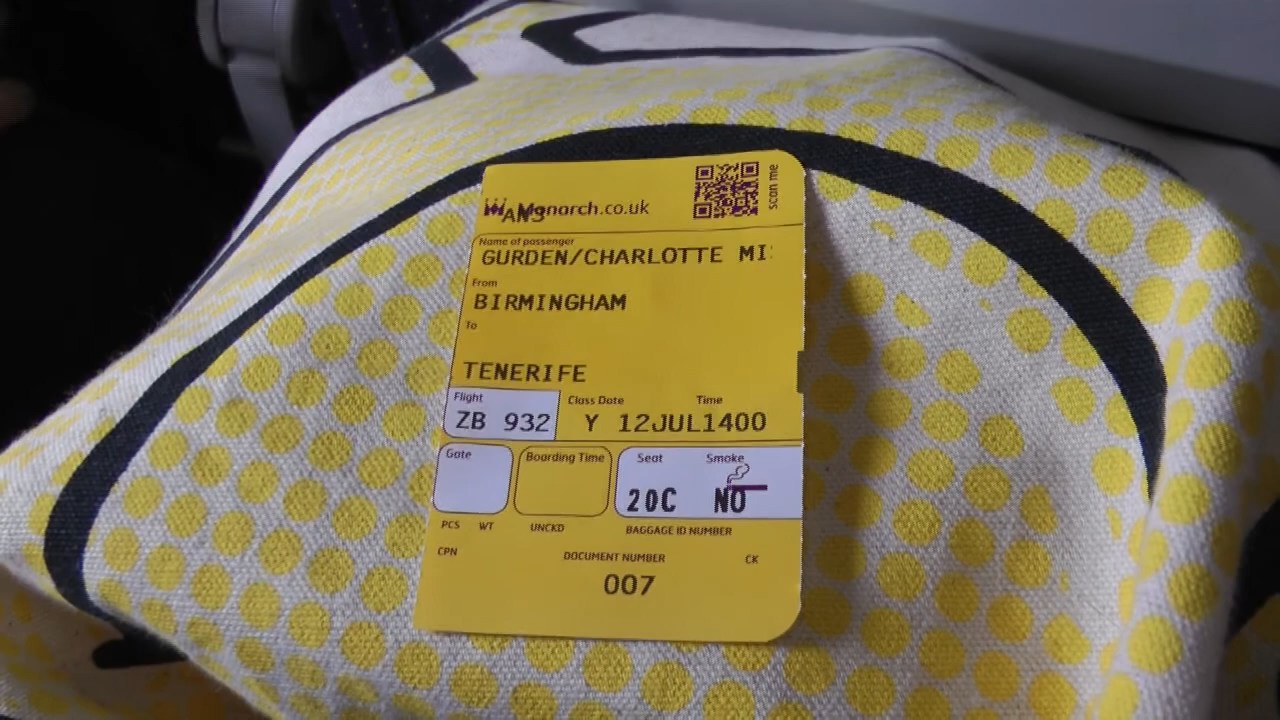 Monarch.co.uk
scan me
Name of passenger
GURDEN/CHARLOTTE
From
BIRMINGHAM
To
TENERIFE
Flight Class Date Time
ZB 932 Y 12JUL1400
Gate Boarding Time Seat Smoke
20C NO
PCS WT UNCKD BAGGAGE ID NUMBER
CPN DOCUMENT NUMBER CK
007